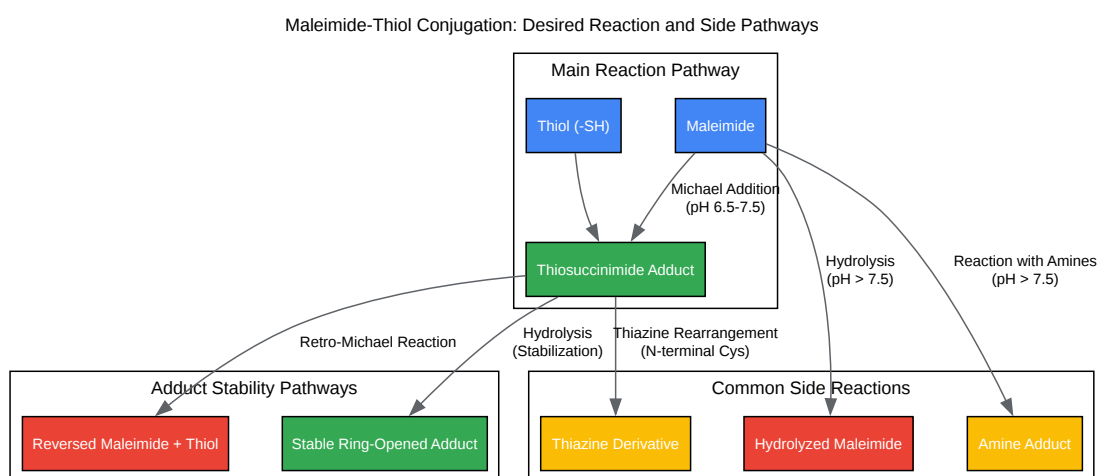 Maleimide-Thiol Conjugation: Desired Reaction and Side Pathways
Main Reaction Pathway
Thiol (-SH)
Maleimide
Michael Addition
(pH 6.5-7.5)
Thiosuccinimide Adduct
Hydrolysis
(pH > 7.5)
Reaction with Amines
(pH > 7.5)
Retro-Michael Reaction
Hydrolysis
(Stabilization)
Thiazine Rearrangement
(N-terminal Cys)
Adduct Stability Pathways
Reversed Maleimide + Thiol
Stable Ring-Opened Adduct
Common Side Reactions
Thiazine Derivative
Hydrolyzed Maleimide
Amine Adduct